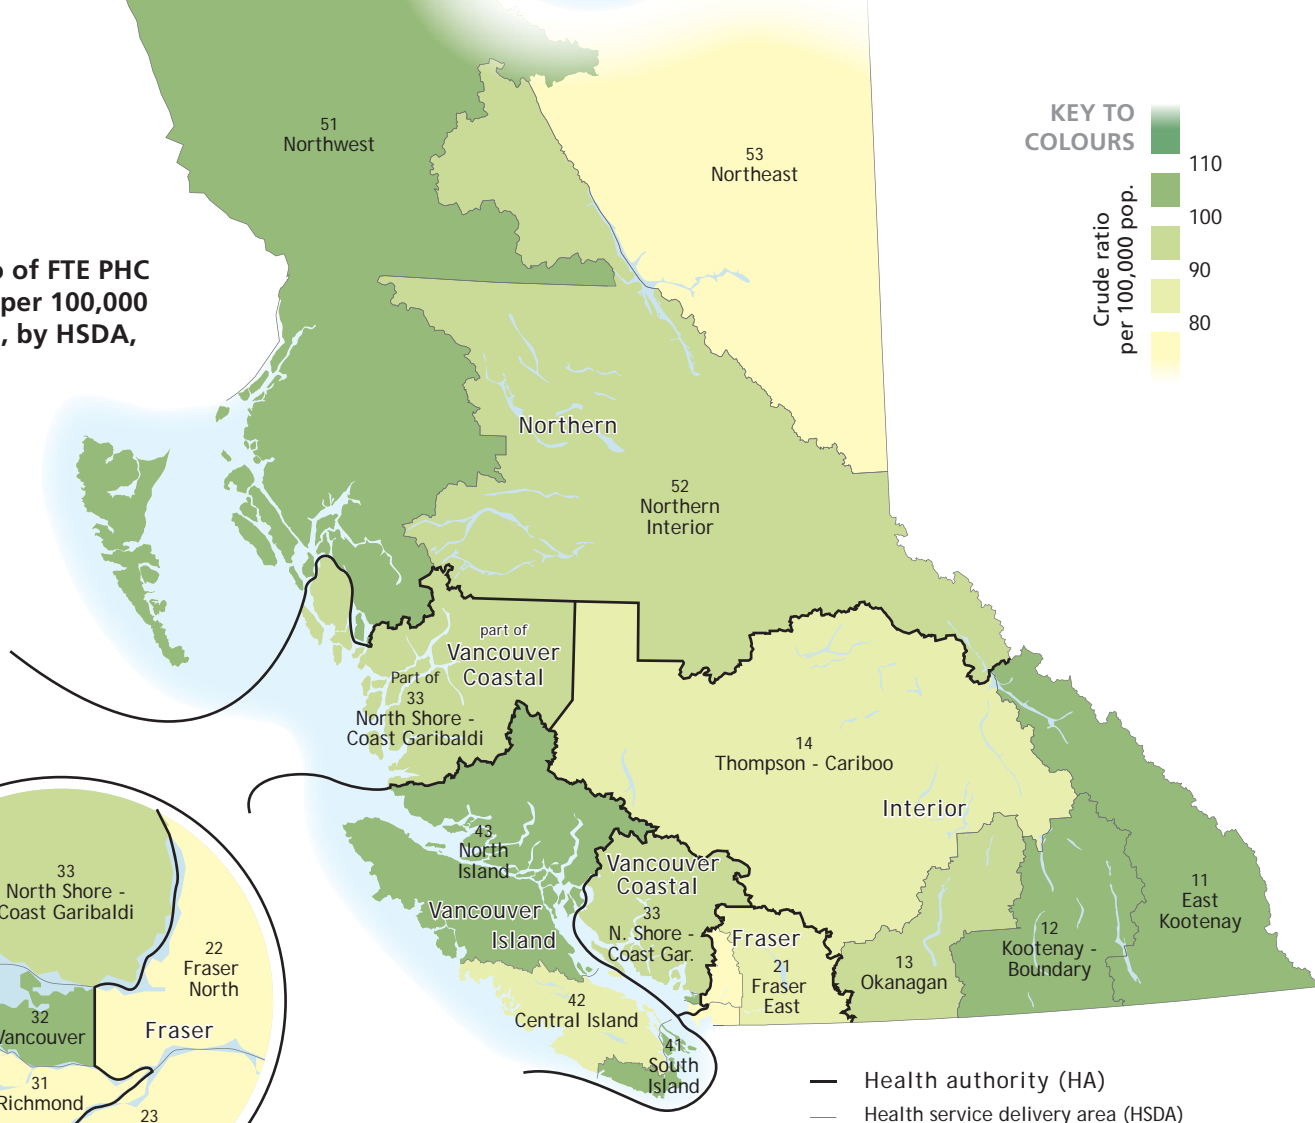 of FTE PHC
per 100,000
, by HSDA,
KEY TO
COLOURS
Crude ratio
per 100,000 pop.
110
100
90
80
51
Northwest
53
Northeast
Northern
52
Northern
Interior
part of
Vancouver
Coastal
Part of
33
North Shore -
Coast Garibaldi
14
Thompson - Cariboo
Interior
43
North
Island
Vancouver
Island
Vancouver
Coastal
33
N. Shore -
Coast Gar.
Fraser
21
Fraser
East
13
Okanagan
12
Kootenay -
Boundary
11
East
Kootenay
42
Central Island
41
South
Island
33
North Shore -
Coast Garibaldi
22
Fraser
North
Fraser
32
Vancouver
31
Richmond
23
Health authority (HA)
Health service delivery area (HSDA)